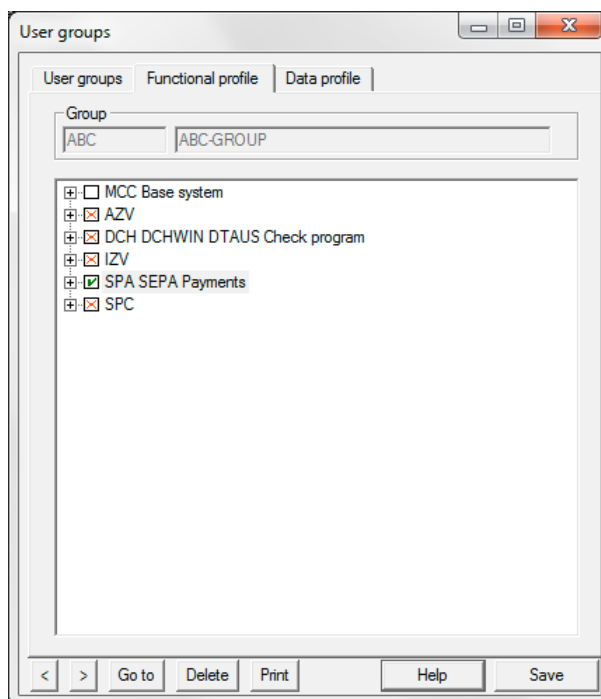 User groups
User groups Functional profile Data profile
Group
ABC ABC-GROUP
MCC Base system
AZV
DCH DCHWIN DTAUS Check program
IZV
SPA SEPA Payments
SPC
< > Go to Delete Print Help Save